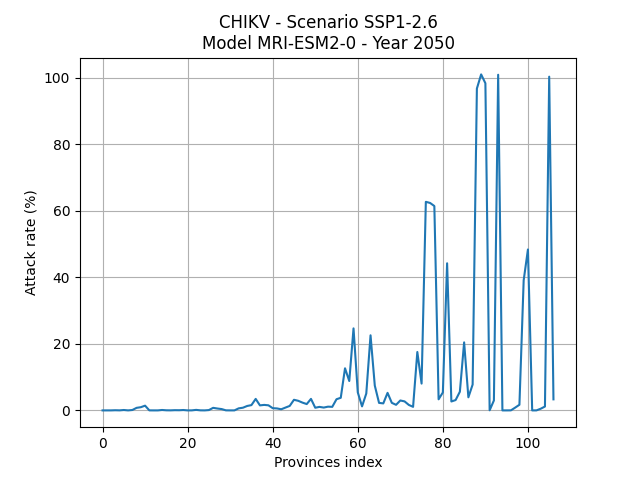 CHIKV - Scenario SSP1-2.6
Model MRI-ESM2-0 - Year 2050
100
80
60
40
20
0
Attack rate (%)
0 20 40 60 80 100
Provinces index